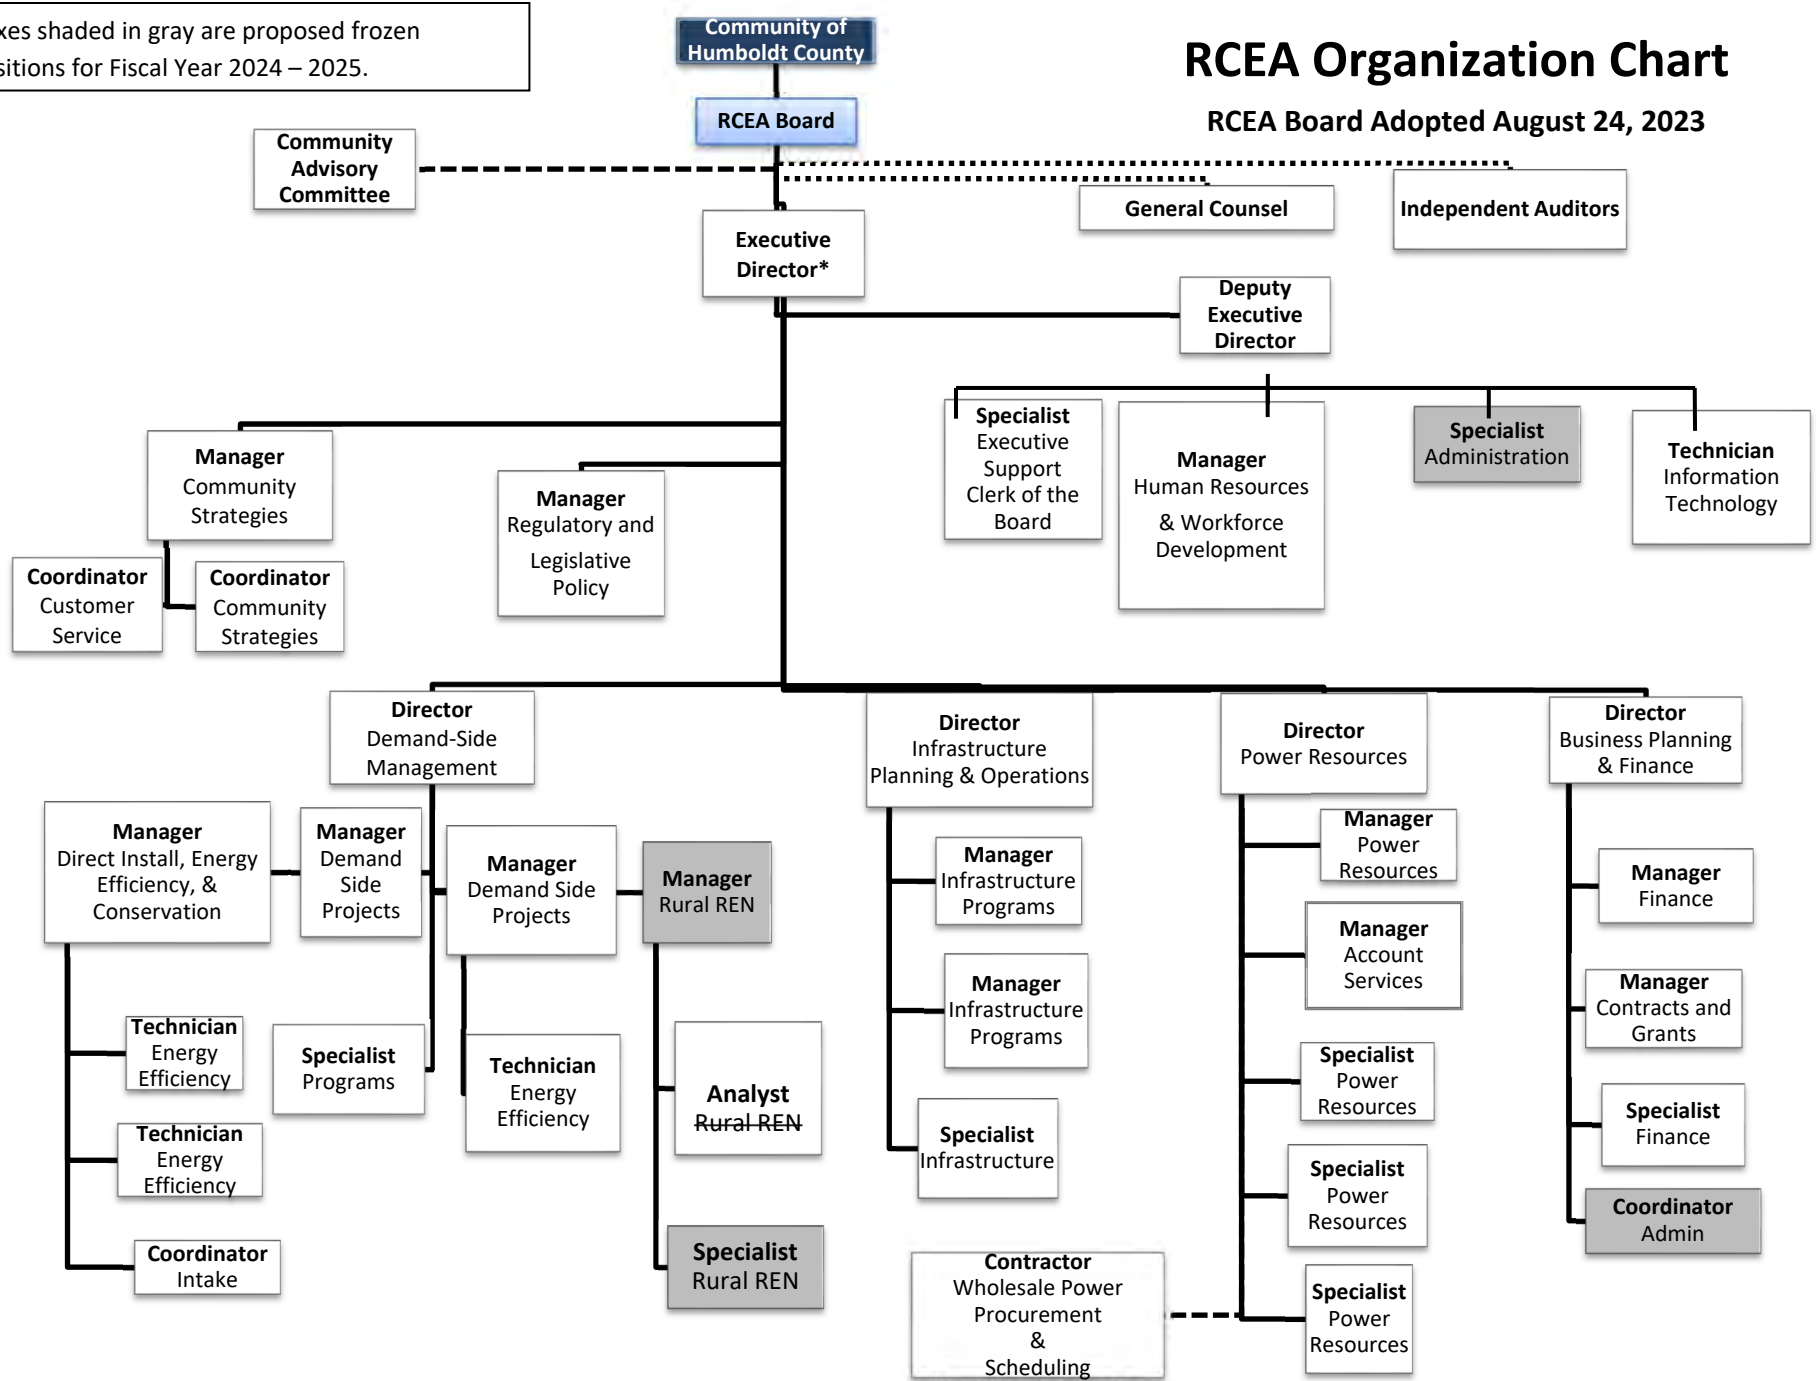 xes shaded in gray are proposed frozen
sitions for Fiscal Year 2024 – 2025.
Community of
Humboldt County
RCEA Organization Chart
RCEA Board Adopted August 24, 2023
RCEA Board
Community
Advisory
Committee
General Counsel
Independent Auditors
Executive
Director*
Deputy
Executive
Director
Specialist
Executive
Support
Clerk of the
Board
Manager
Human Resources
& Workforce
Development
Specialist
Administration
Technician
Information
Technology
Manager
Community
Strategies
Manager
Regulatory and
Legislative
Policy
Coordinator
Customer
Service
Coordinator
Community
Strategies
Director
Demand-Side
Management
Director
Infrastructure
Planning & Operations
Director
Power Resources
Director
Business Planning
& Finance
Manager
Direct Install, Energy
Efficiency, &
Conservation
Manager
Demand
Side
Projects
Manager
Demand Side
Projects
Manager
Rural REN
Technician
Energy
Efficiency
Technician
Energy
Efficiency
Coordinator
Intake
Specialist
Programs
Technician
Energy
Efficiency
Analyst
Rural REN
Specialist
Rural REN
Manager
Infrastructure
Programs
Manager
Infrastructure
Programs
Specialist
Infrastructure
Manager
Power
Resources
Manager
Account
Services
Specialist
Power
Resources
Specialist
Power
Resources
Specialist
Power
Resources
Contractor
Wholesale Power
Procurement
&
Scheduling
Manager
Finance
Manager
Contracts and
Grants
Specialist
Finance
Coordinator
Admin